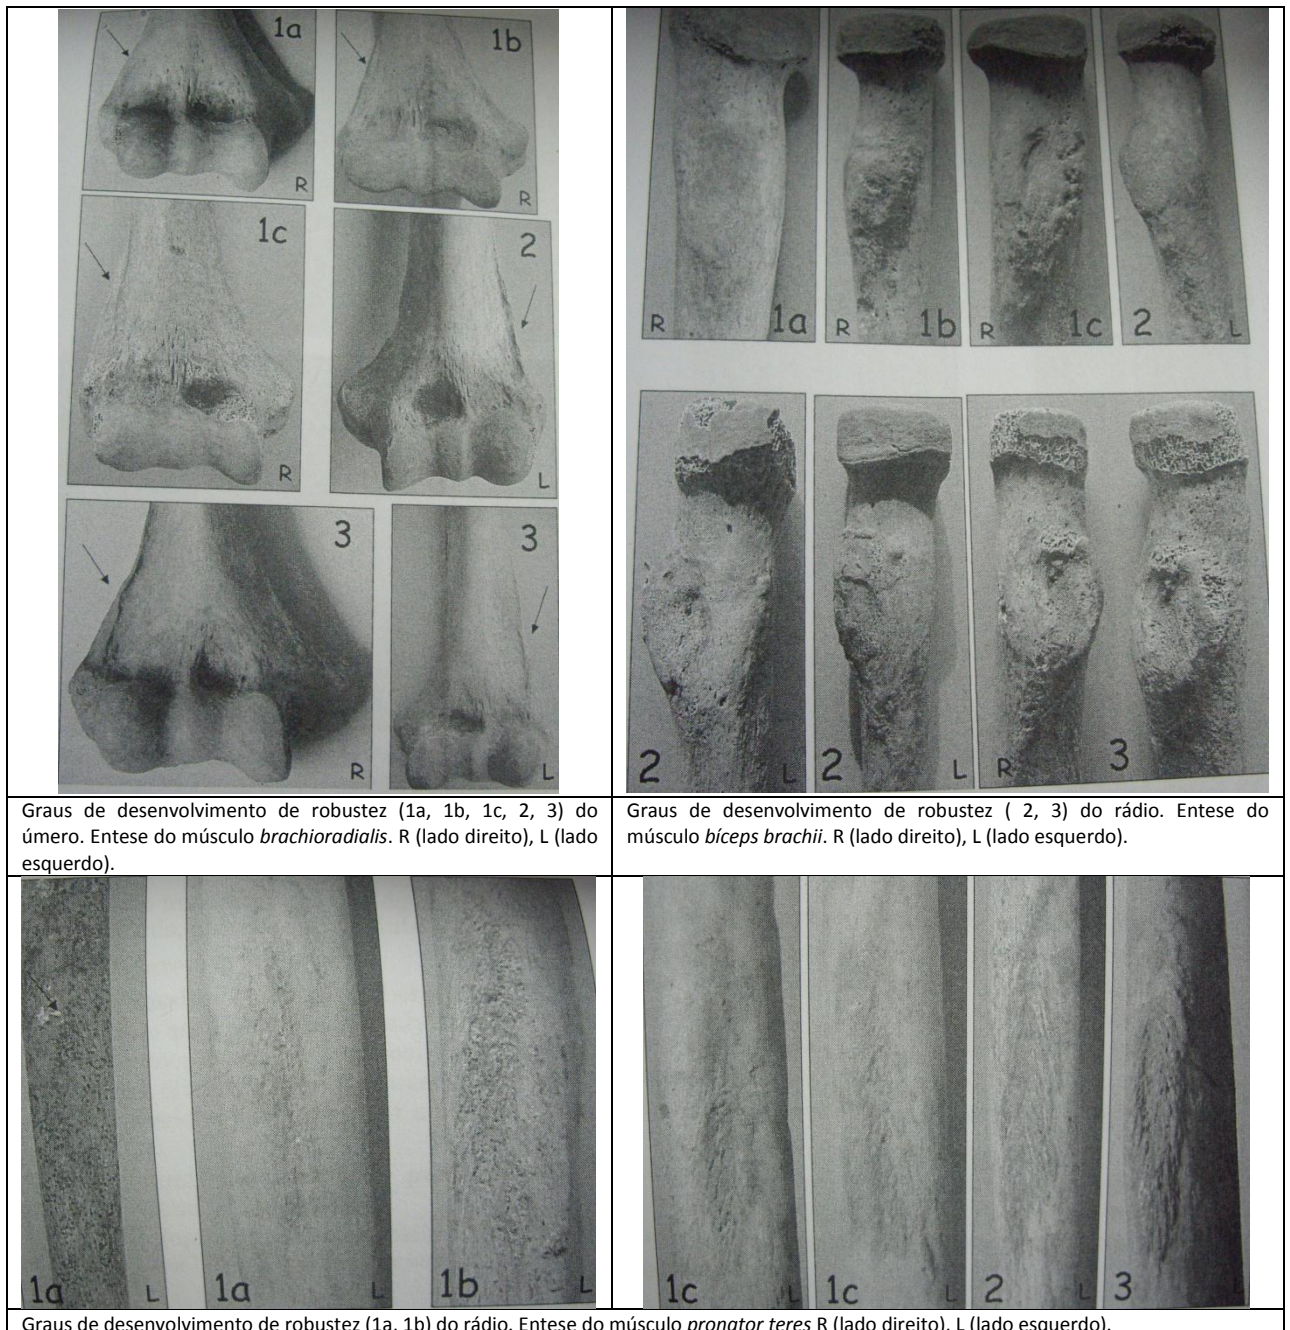 1a
1b
R
R
1c
2
R
L
3
3
R
L
R
1a
R
1b
R
1c
2
L
2
L
2
L
R
3
Graus de desenvolvimento de robustez (1a, 1b, 1c, 2, 3) do
úmero. Entese do músculo brachioradialis. R (lado direito), L (lado
esquerdo).
Graus de desenvolvimento de robustez ( 2, 3) do rádio. Entese do
músculo bíceps brachii. R (lado direito), L (lado esquerdo).
1a
L
1a
L
1b
L
1c
L
1c
L
2
L
3
L
Graus de desenvolvimento de robustez (1a, 1b) do rádio. Entese do músculo pronator teres R (lado direito), L (lado esquerdo).